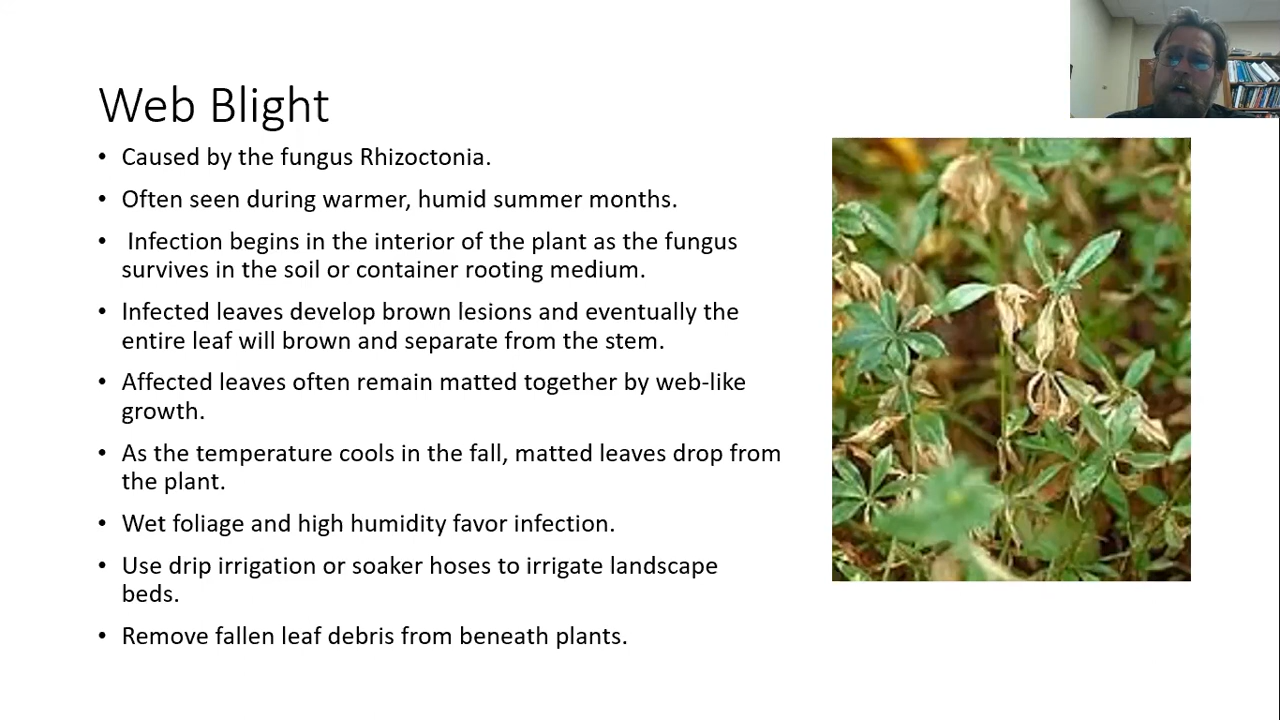 Web Blight
• Caused by the fungus Rhizoctonia.
• Often seen during warmer, humid summer months.
• Infection begins in the interior of the plant as the fungus
survives in the soil or container rooting medium.
• Infected leaves develop brown lesions and eventually the
entire leaf will brown and separate from the stem.
• Affected leaves often remain matted together by web-like
growth.
• As the temperature cools in the fall, matted leaves drop from
the plant.
• Wet foliage and high humidity favor infection.
• Use drip irrigation or soaker hoses to irrigate landscape
beds.
• Remove fallen leaf debris from beneath plants.